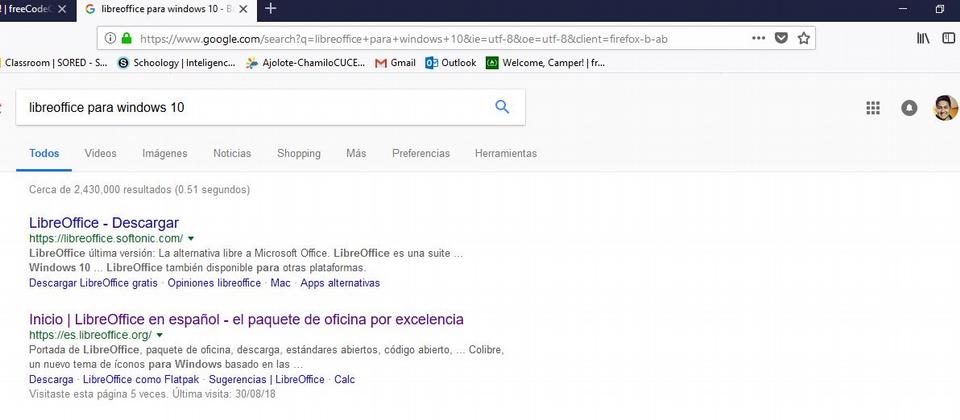 ! | freeCodeC
libreoffice para windows 10 - B
https://www.google.com/search?q=libreoffice+para+windows+10&ie=utf-8&oe=utf-8&client=firefox-b-ab
Classroom | SORED - S...
Schoology | Inteligenc...
Ajolote-ChamiloCUCE...
Gmail
Outlook
Welcome, Camper! | fr...
libreoffice para windows 10
Todos
Videos
Imágenes
Noticias
Shopping
Más
Preferencias
Herramientas
Cerca de 2,430,000 resultados (0.51 segundos)
LibreOffice - Descargar
https://libreoffice.softonic.com/
LibreOffice última versión: La alternativa libre a Microsoft Office. LibreOffice es una suite ...
Windows 10 ... LibreOffice también disponible para otras plataformas.
Descargar LibreOffice gratis · Opiniones libreoffice · Mac · Apps alternativas
Inicio | LibreOffice en español - el paquete de oficina por excelencia
https://es.libreoffice.org/
Portada de LibreOffice, paquete de oficina, descarga, estándares abiertos, código abierto, ... Colibre,
un nuevo tema de íconos para Windows basado en las ...
Descarga · LibreOffice como Flatpak · Sugerencias | LibreOffice · Calc
Visitaste esta página 5 veces. Última visita: 30/08/18